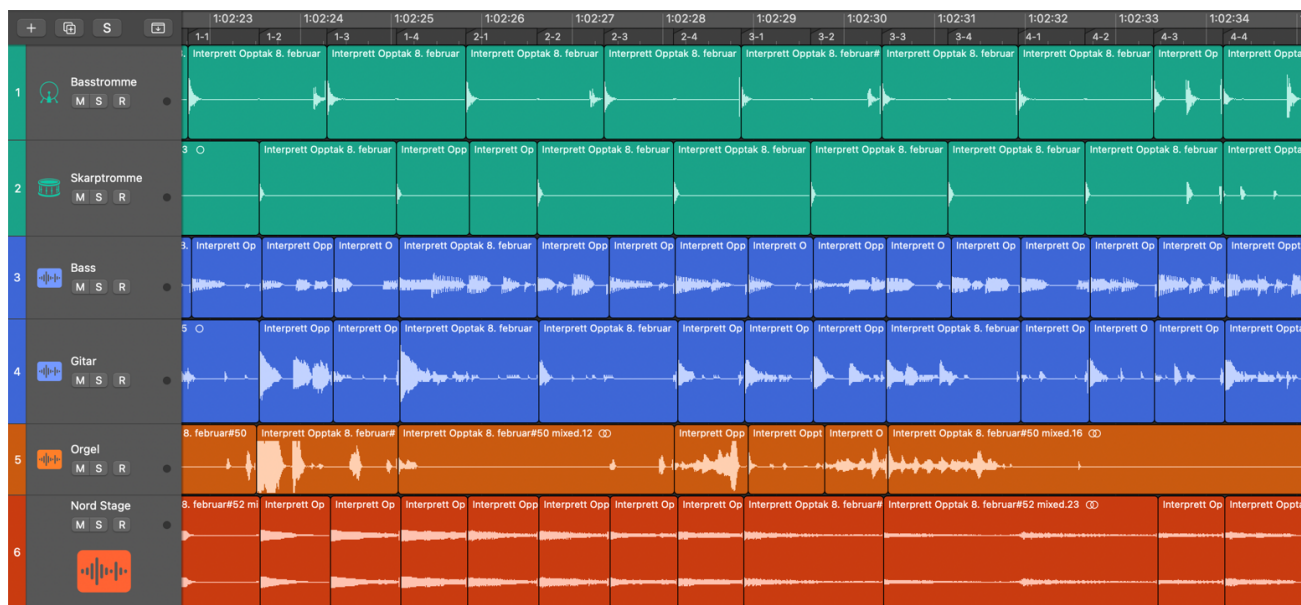 + S 1:02:23 1:02:24 1:02:25 1:02:26 1:02:27 1:02:28 1:02:29 1:02:30 1:02:31 1:02:32 1:02:33 1:02:34
1-1 1-2 1-3 1-4 2-1 2-2 2-3 2-4 3-1 3-2 3-3 3-4 4-1 4-2 4-3 4-4
Interprett Opptak 8. februar Interprett Opptak 8. februar Interprett Opptak 8. februar Interprett Opptak 8. februar Interprett Opptak 8. februar# Interprett Opptak 8. februar Interprett Opptak 8. februar Interprett Op Interprett Opta
1 Basstromme
M S R
3 Interprett Opptak 8. februar Interprett Opp Interprett Op Interprett Opptak 8. februar Interprett Opptak 8. februar Interprett Opptak 8. februar Interprett Opptak 8. februar Interprett Opptak 8. februar Interprett Oppta
2 Skarptromme
M S R
8. Interprett Op Interprett Opp Interprett O Interprett Opptak 8. februar Interprett Opp Interprett Op Interprett Opp Interprett O Interprett Opp Interprett O Interprett Op Interprett Op Interprett Op Interprett Op Interprett Oppt
3 Bass
M S R
5 Interprett Opp Interprett Op Interprett Opptak 8. februar Interprett Opptak 8. februar Interprett Op Interprett Op Interprett Opp Interprett Opptak 8. februar Interprett Op Interprett O Interprett Op Interprett Oppta
4 Gitar
M S R
8. februar#50 Interprett Opptak 8. februar# Interprett Opptak 8. februar#50 mixed.12 Interprett Opp Interprett Oppt Interprett O Interprett Opptak 8. februar#50 mixed.16
5 Orgel
M S R
8. februar#52 mi Interprett Op Interprett Op Interprett Op Interprett Opp Interprett Opp Interprett Op Interprett Op Interprett Opptak 8. februar# Interprett Opptak 8. februar#52 mixed.23 Interprett Op Interprett Oppta
Nord Stage
M S R
6